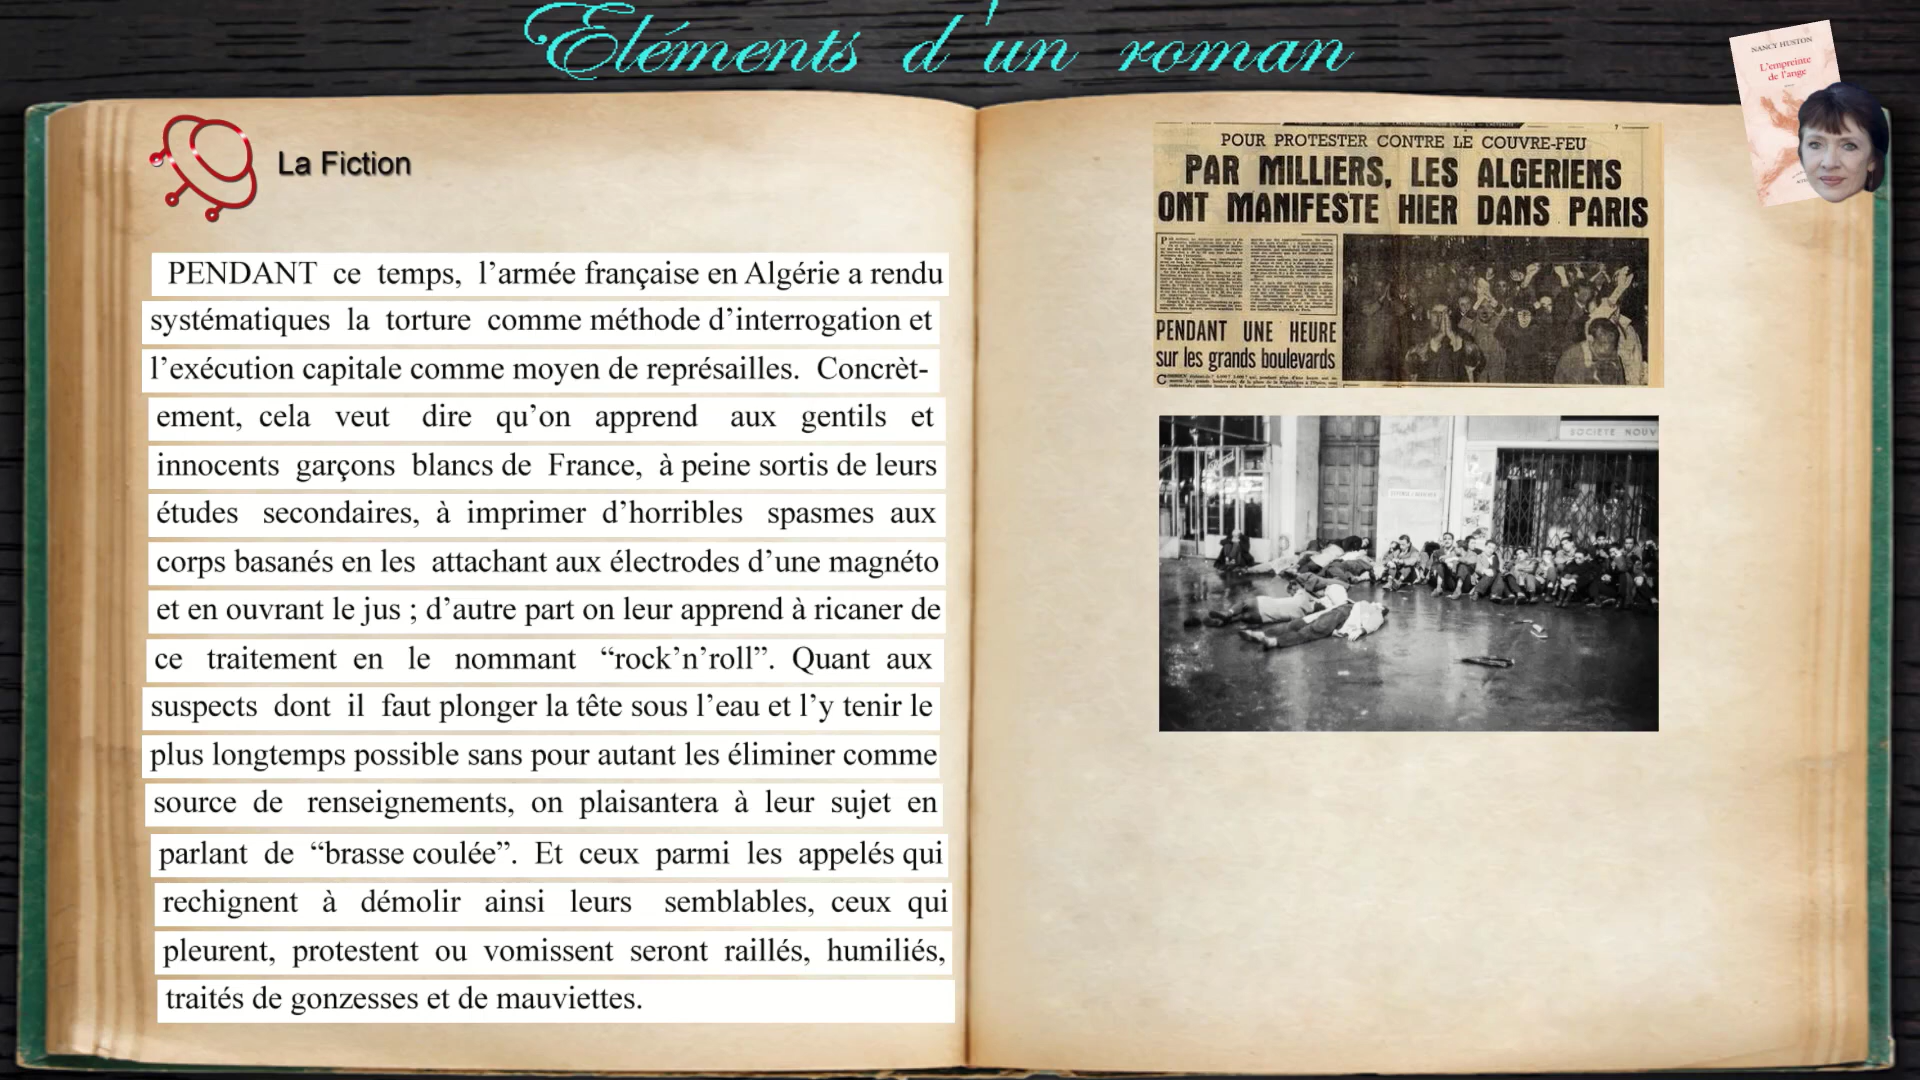 Eléments d'un roman
NANCY HUSTON
L'empreinte
de l'ange
La Fiction
PENDANT ce temps, l’armée française en Algérie a rendu
systématiques la torture comme méthode d’interrogation et
l’exécution capitale comme moyen de représailles. Concrèt-
ement, cela veut dire qu’on apprend aux gentils et
innocents garçons blancs de France, à peine sortis de leurs
études secondaires, à imprimer d’horribles spasmes aux
corps basanés en les attachant aux électrodes d’une magnéto
et en ouvrant le jus ; d’autre part on leur apprend à ricaner de
ce traitement en le nommant “rock’n’roll”. Quant aux
suspects dont il faut plonger la tête sous l’eau et l’y tenir le
plus longtemps possible sans pour autant les éliminer comme
source de renseignements, on plaisantera à leur sujet en
parlant de “brasse coulée”. Et ceux parmi les appelés qui
rechignent à démolir ainsi leurs semblables, ceux qui
pleurent, protestent ou vomissent seront raillés, humiliés,
traités de gonzesses et de mauviettes.
POUR PROTESTER CONTRE LE COUVRE-FEU
PAR MILLIERS, LES ALGERIENS
ONT MANIFESTE HIER DANS PARIS
PENDANT UNE HEURE
sur les grands boulevards
SOCIETE NOUV